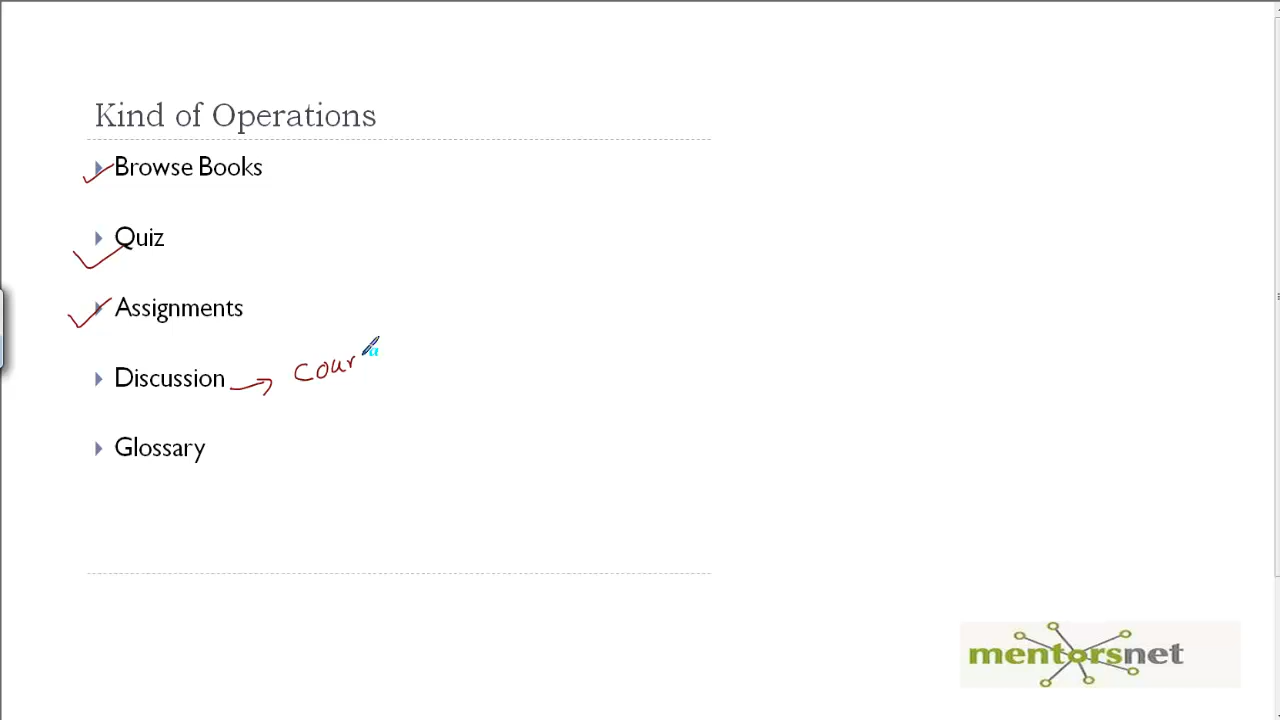 Kind of Operations
Browse Books
Quiz
Assignments
Discussion → cour
Glossary
mentorsnet